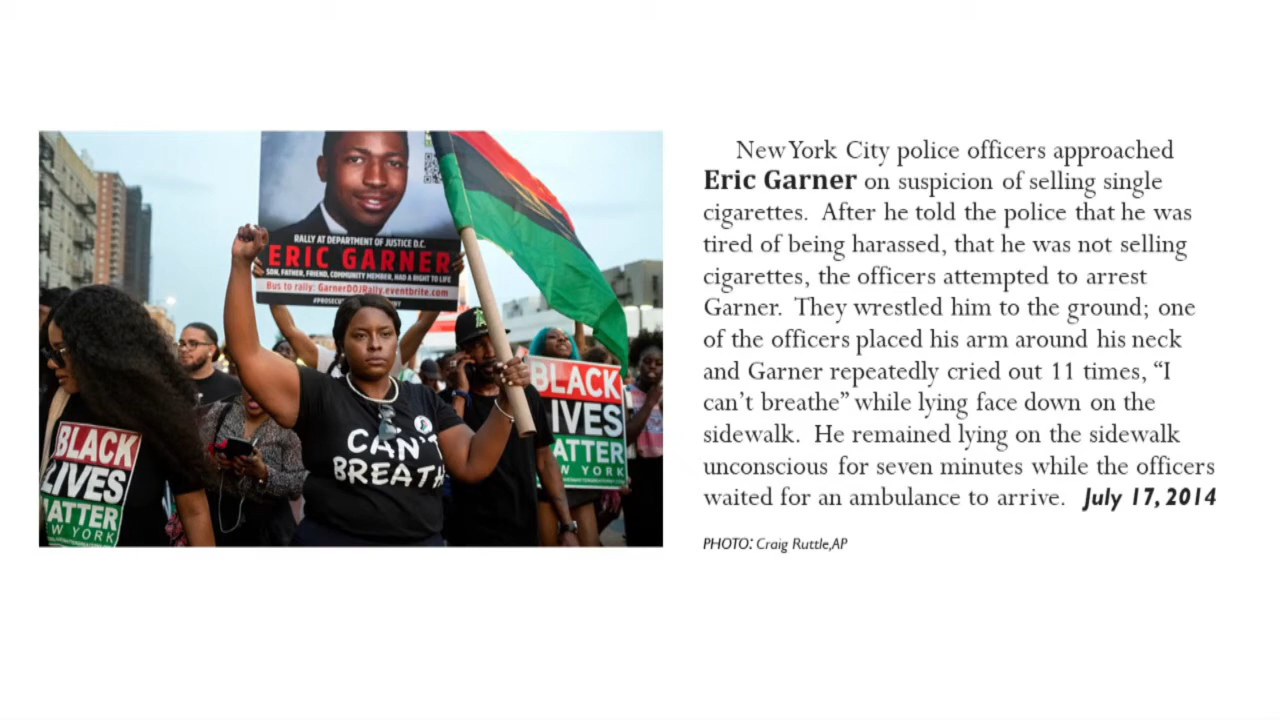 RALLY AT DEPARTMENT OF JUSTICE D.C.
ERIC GARNER
SON, FATHER, FRIEND, COMMUNITY MEMBER, HAD A RIGHT TO LIFE
Bus to rally: GarnerDOJRally.eventbrite.com
CAN'T
BREATH
BLACK
LIVES
ATTER
W YORK
BLACK
IVES
ATTER
W YORK
New York City police officers approached
Eric Garner on suspicion of selling single
cigarettes. After he told the police that he was
tired of being harassed, that he was not selling
cigarettes, the officers attempted to arrest
Garner. They wrestled him to the ground; one
of the officers placed his arm around his neck
and Garner repeatedly cried out 11 times, “I
can’t breathe” while lying face down on the
sidewalk. He remained lying on the sidewalk
unconscious for seven minutes while the officers
waited for an ambulance to arrive. July 17, 2014
PHOTO: Craig Ruttle,AP